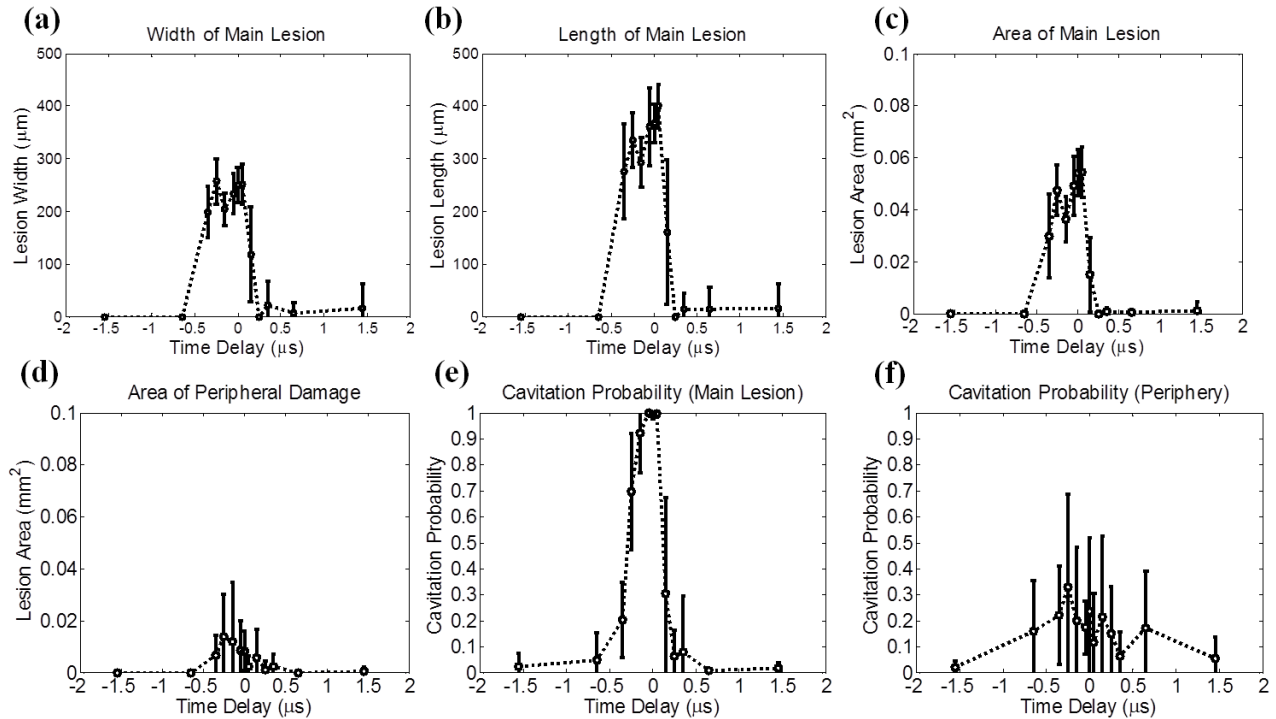 (a)
Width of Main Lesion
500
400
300
200
100
0
Lesion Width (μm)
-2 -1.5 -1 -0.5 0 0.5 1 1.5 2
Time Delay (μs)
(b)
Length of Main Lesion
500
400
300
200
100
0
Lesion Length (μm)
-2 -1.5 -1 -0.5 0 0.5 1 1.5 2
Time Delay (μs)
(c)
Area of Main Lesion
0.1
0.08
0.06
0.04
0.02
0
Lesion Area (mm²)
-2 -1.5 -1 -0.5 0 0.5 1 1.5 2
Time Delay (μs)
(d)
Area of Peripheral Damage
0.1
0.08
0.06
0.04
0.02
0
Lesion Area (mm²)
-2 -1.5 -1 -0.5 0 0.5 1 1.5 2
Time Delay (μs)
(e)
Cavitation Probability (Main Lesion)
1
0.9
0.8
0.7
0.6
0.5
0.4
0.3
0.2
0.1
0
Cavitation Probability
-2 -1.5 -1 -0.5 0 0.5 1 1.5 2
Time Delay (μs)
(f)
Cavitation Probability (Periphery)
1
0.9
0.8
0.7
0.6
0.5
0.4
0.3
0.2
0.1
0
Cavitation Probability
-2 -1.5 -1 -0.5 0 0.5 1 1.5 2
Time Delay (μs)